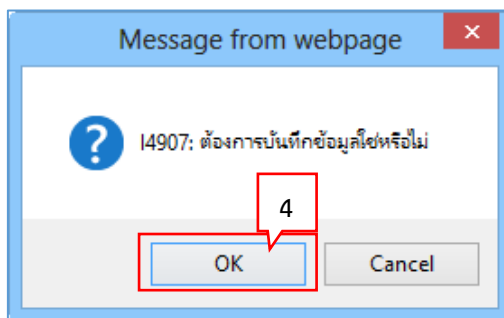 Message from webpage
I4907: ต้องการบันทึกข้อมูลใช่หรือไม่
4
OK
Cancel